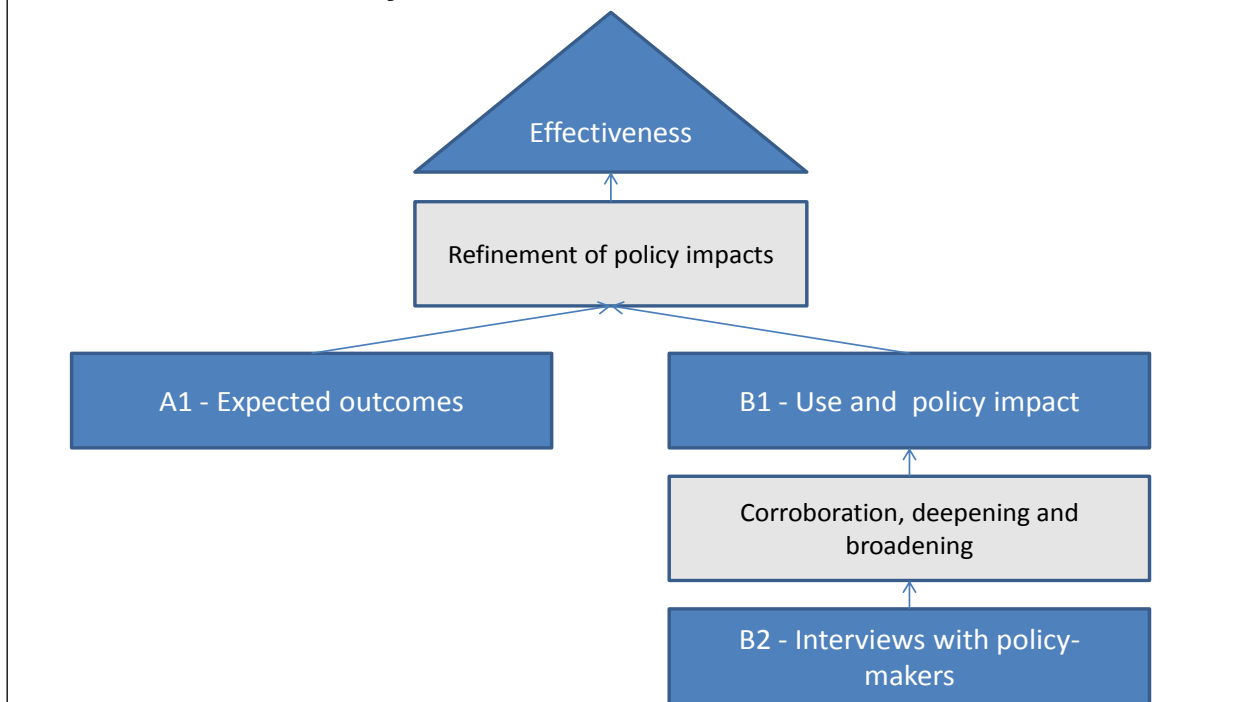 Effectiveness
Refinement of policy impacts
A1 - Expected outcomes
B1 - Use and  policy impact
Corroboration, deepening and
broadening
B2 - Interviews with policy-
makers